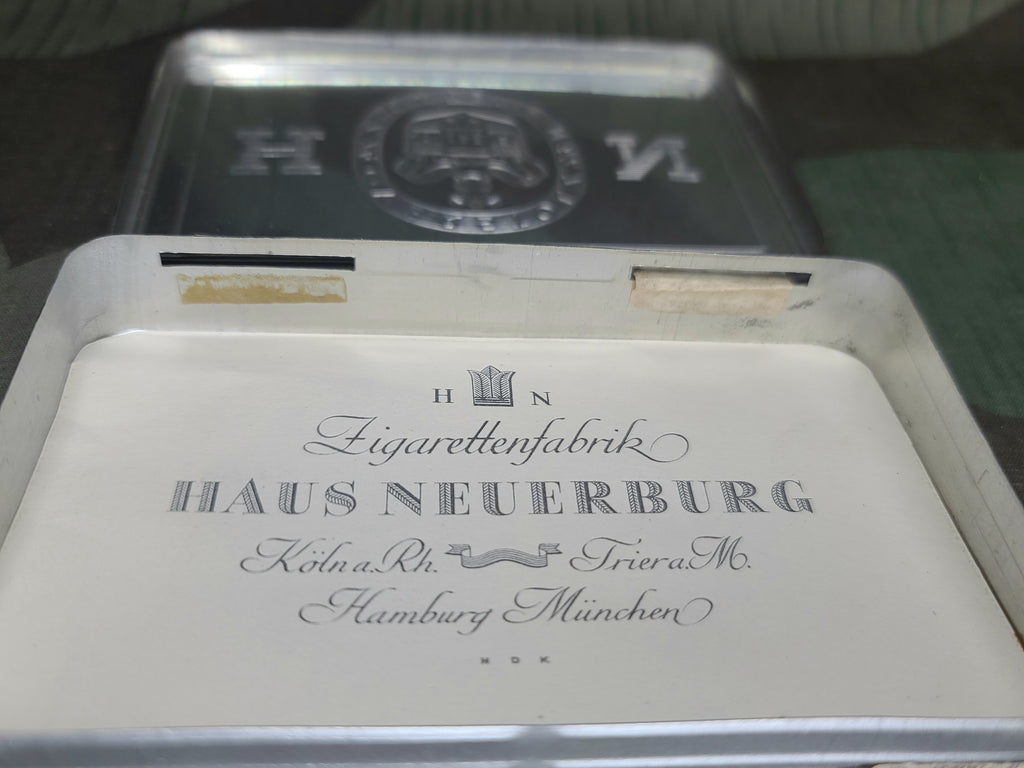 H N
H N
Zigarettenfabrik
HAUS NEUERBURG
Köln a. Rh. Trier a. M.
Hamburg München
H D K